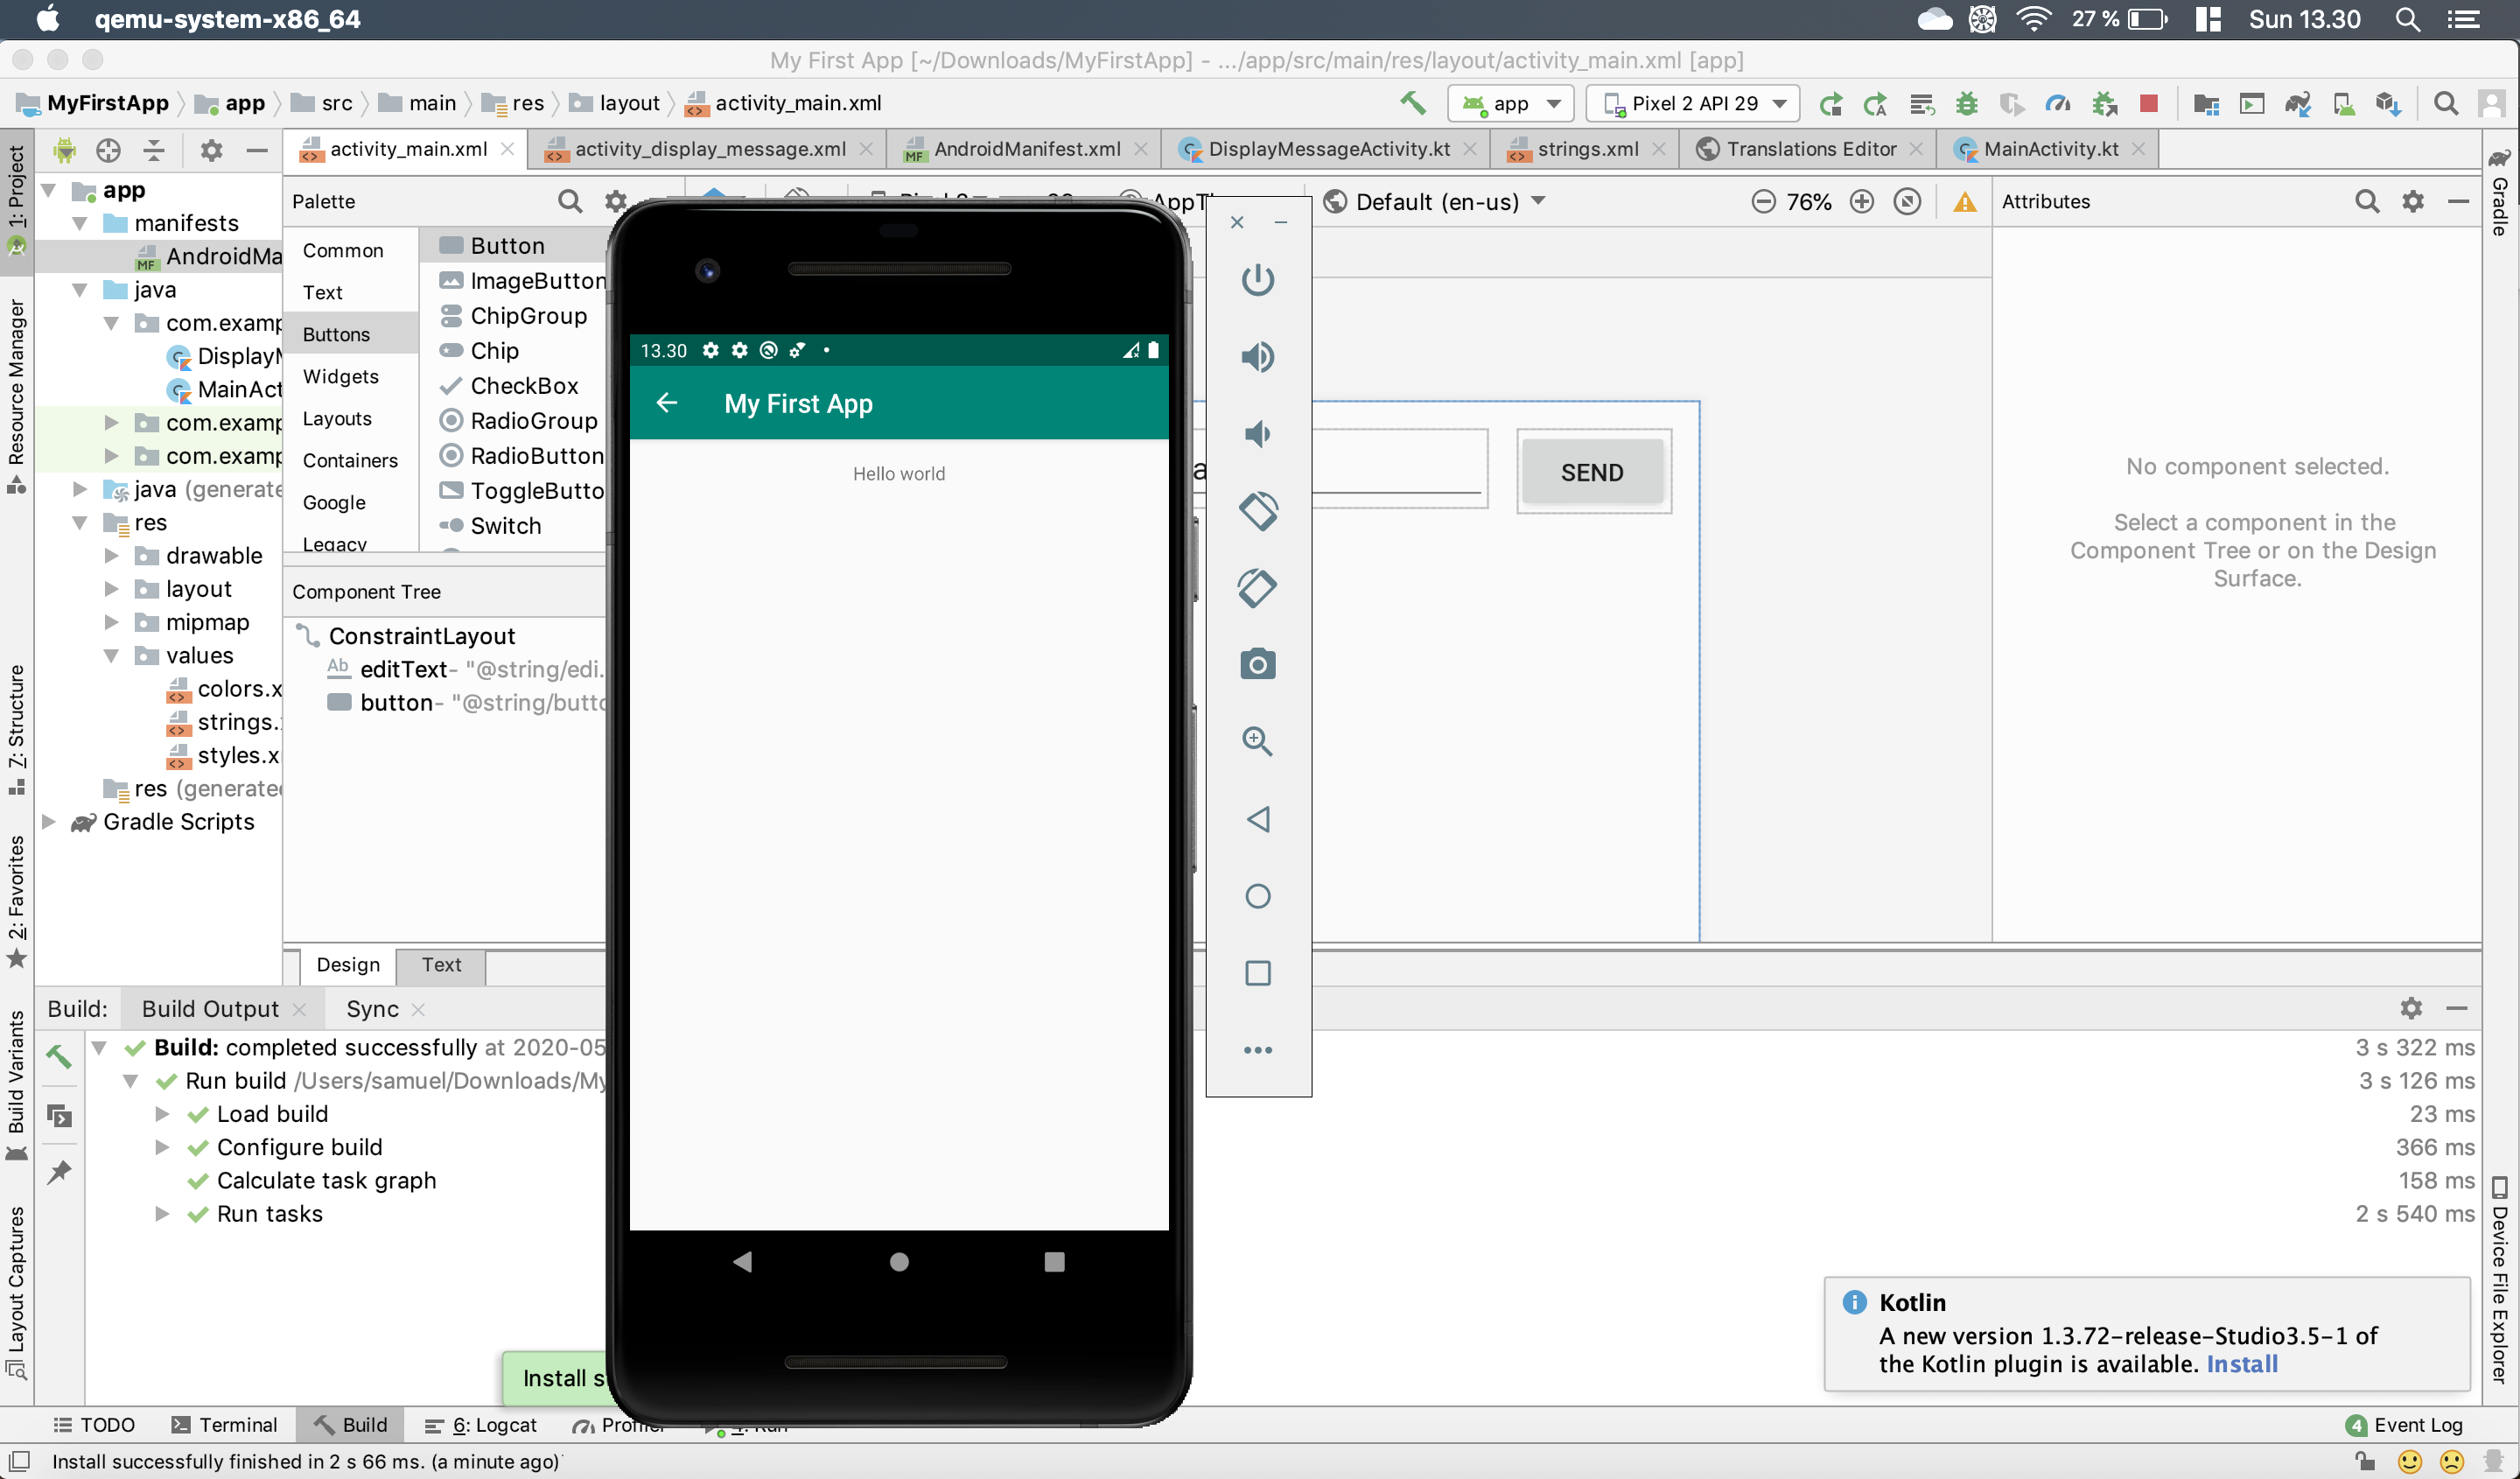 qemu-system-x86_64
27 %
Sun 13.30
My First App [~/Downloads/MyFirstApp] - .../app/src/main/res/layout/activity_main.xml [app]
MyFirstApp
app
src
main
res
layout
activity_main.xml
app
Pixel 2 API 29
activity_main.xml
activity_display_message.xml
AndroidManifest.xml
DisplayMessageActivity.kt
strings.xml
Translations Editor
MainActivity.kt
1: Project
Resource Manager
7: Structure
2: Favorites
Build Variants
Layout Captures
app
manifests
AndroidMa
MF
java
com.examp
DisplayM
MainAct
com.examp
com.examp
java (generate
res
drawable
layout
mipmap
values
colors.x
strings.
styles.x
res (generate
Gradle Scripts
Palette
Common
Text
Buttons
Widgets
Layouts
Containers
Google
Legacy
Button
ImageButton
ChipGroup
Chip
CheckBox
RadioGroup
RadioButton
ToggleButto
Switch
Component Tree
ConstraintLayout
Ab editText- "@string/edi.
button- "@string/butto
Design
Text
Default (en-us)
76%
SEND
Attributes
No component selected.
Select a component in the
Component Tree or on the Design
Surface.
Gradle
Device File Explorer
13.30
My First App
Hello world
Build:
Build Output
Sync
Build: completed successfully at 2020-05
3 s 322 ms
Run build /Users/samuel/Downloads/My
3 s 126 ms
Load build
23 ms
Configure build
366 ms
Calculate task graph
158 ms
Run tasks
2 s 540 ms
Install s
Kotlin
A new version 1.3.72-release-Studio3.5-1 of
the Kotlin plugin is available. Install
TODO
Terminal
Build
6: Logcat
Profiler
4: Run
4 Event Log
Install successfully finished in 2 s 66 ms. (a minute ago)